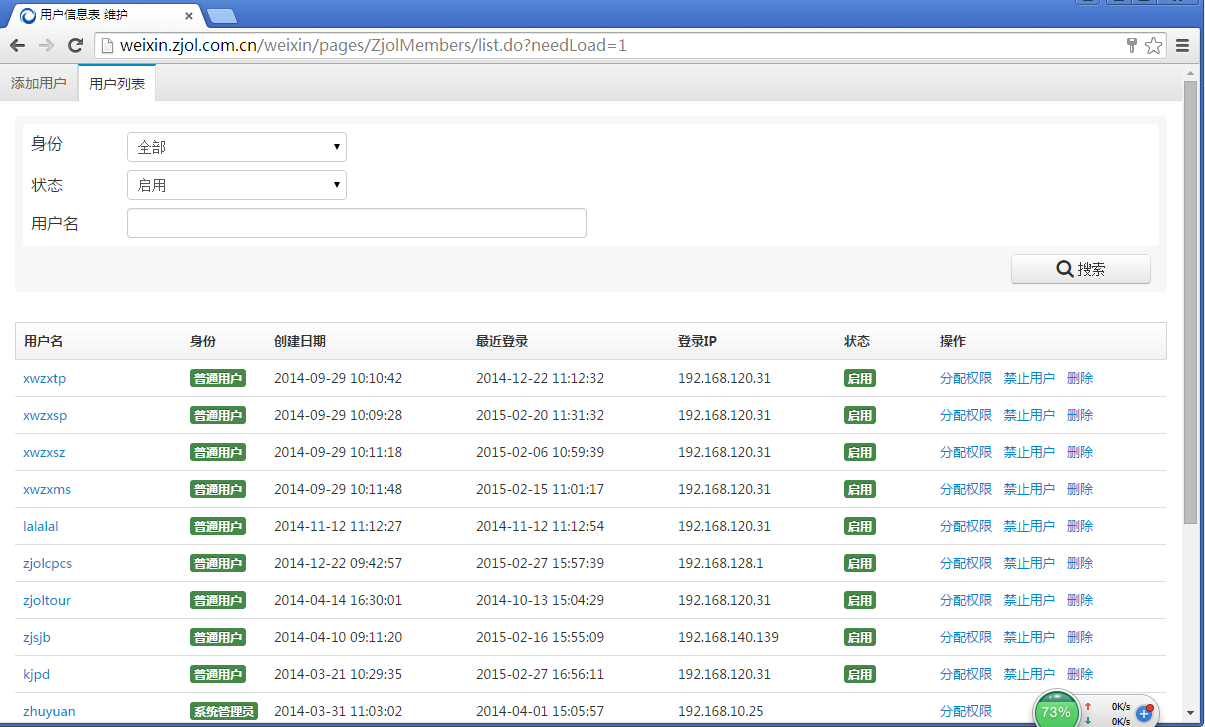 用户信息表 维护
weixin.zjol.com.cn/weixin/pages/ZjolMembers/list.do?needLoad=1
添加用户 用户列表
身份 全部
状态 启用
用户名
搜索
用户名 身份 创建日期 最近登录 登录IP 状态 操作
xwzxtp 普通用户 2014-09-29 10:10:42 2014-12-22 11:12:32 192.168.120.31 启用 分配权限 禁止用户 删除
xwzxsp 普通用户 2014-09-29 10:09:28 2015-02-20 11:31:32 192.168.120.31 启用 分配权限 禁止用户 删除
xwzxsz 普通用户 2014-09-29 10:11:18 2015-02-06 10:59:39 192.168.120.31 启用 分配权限 禁止用户 删除
xwzxms 普通用户 2014-09-29 10:11:48 2015-02-15 11:01:17 192.168.120.31 启用 分配权限 禁止用户 删除
lalalal 普通用户 2014-11-12 11:12:27 2014-11-12 11:12:54 192.168.120.31 启用 分配权限 禁止用户 删除
zjolcpcs 普通用户 2014-12-22 09:42:57 2015-02-27 15:57:39 192.168.128.1 启用 分配权限 禁止用户 删除
zjoltour 普通用户 2014-04-14 16:30:01 2014-10-13 15:04:29 192.168.120.31 启用 分配权限 禁止用户 删除
zjsjb 普通用户 2014-04-10 09:11:20 2015-02-16 15:55:09 192.168.140.139 启用 分配权限 禁止用户 删除
kjpd 普通用户 2014-03-21 10:29:35 2015-02-27 16:56:11 192.168.120.31 启用 分配权限 禁止用户 删除
zhuyuan 系统管理员 2014-03-31 11:03:02 2014-04-01 15:05:57 192.168.10.25 分配权限
73% 0K/s
0K/s